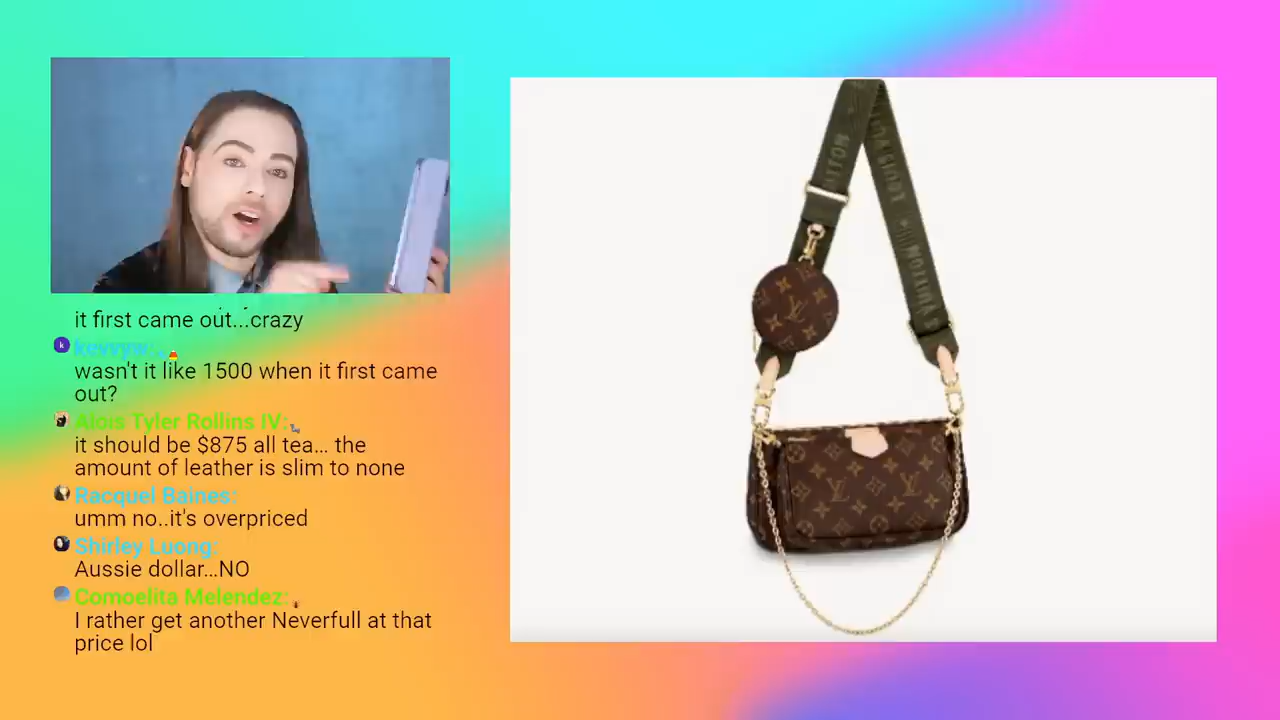 it first came out...crazy
kevvyw:
wasn't it like 1500 when it first came
out?
Alois Tyler Rollins IV:
it should be $875 all tea... the
amount of leather is slim to none
Racquel Baines:
umm no..it's overpriced
Shirley Luong:
Aussie dollar...NO
Comoelita Melendez:
I rather get another Neverfull at that
price lol
LOUIS VUITTON